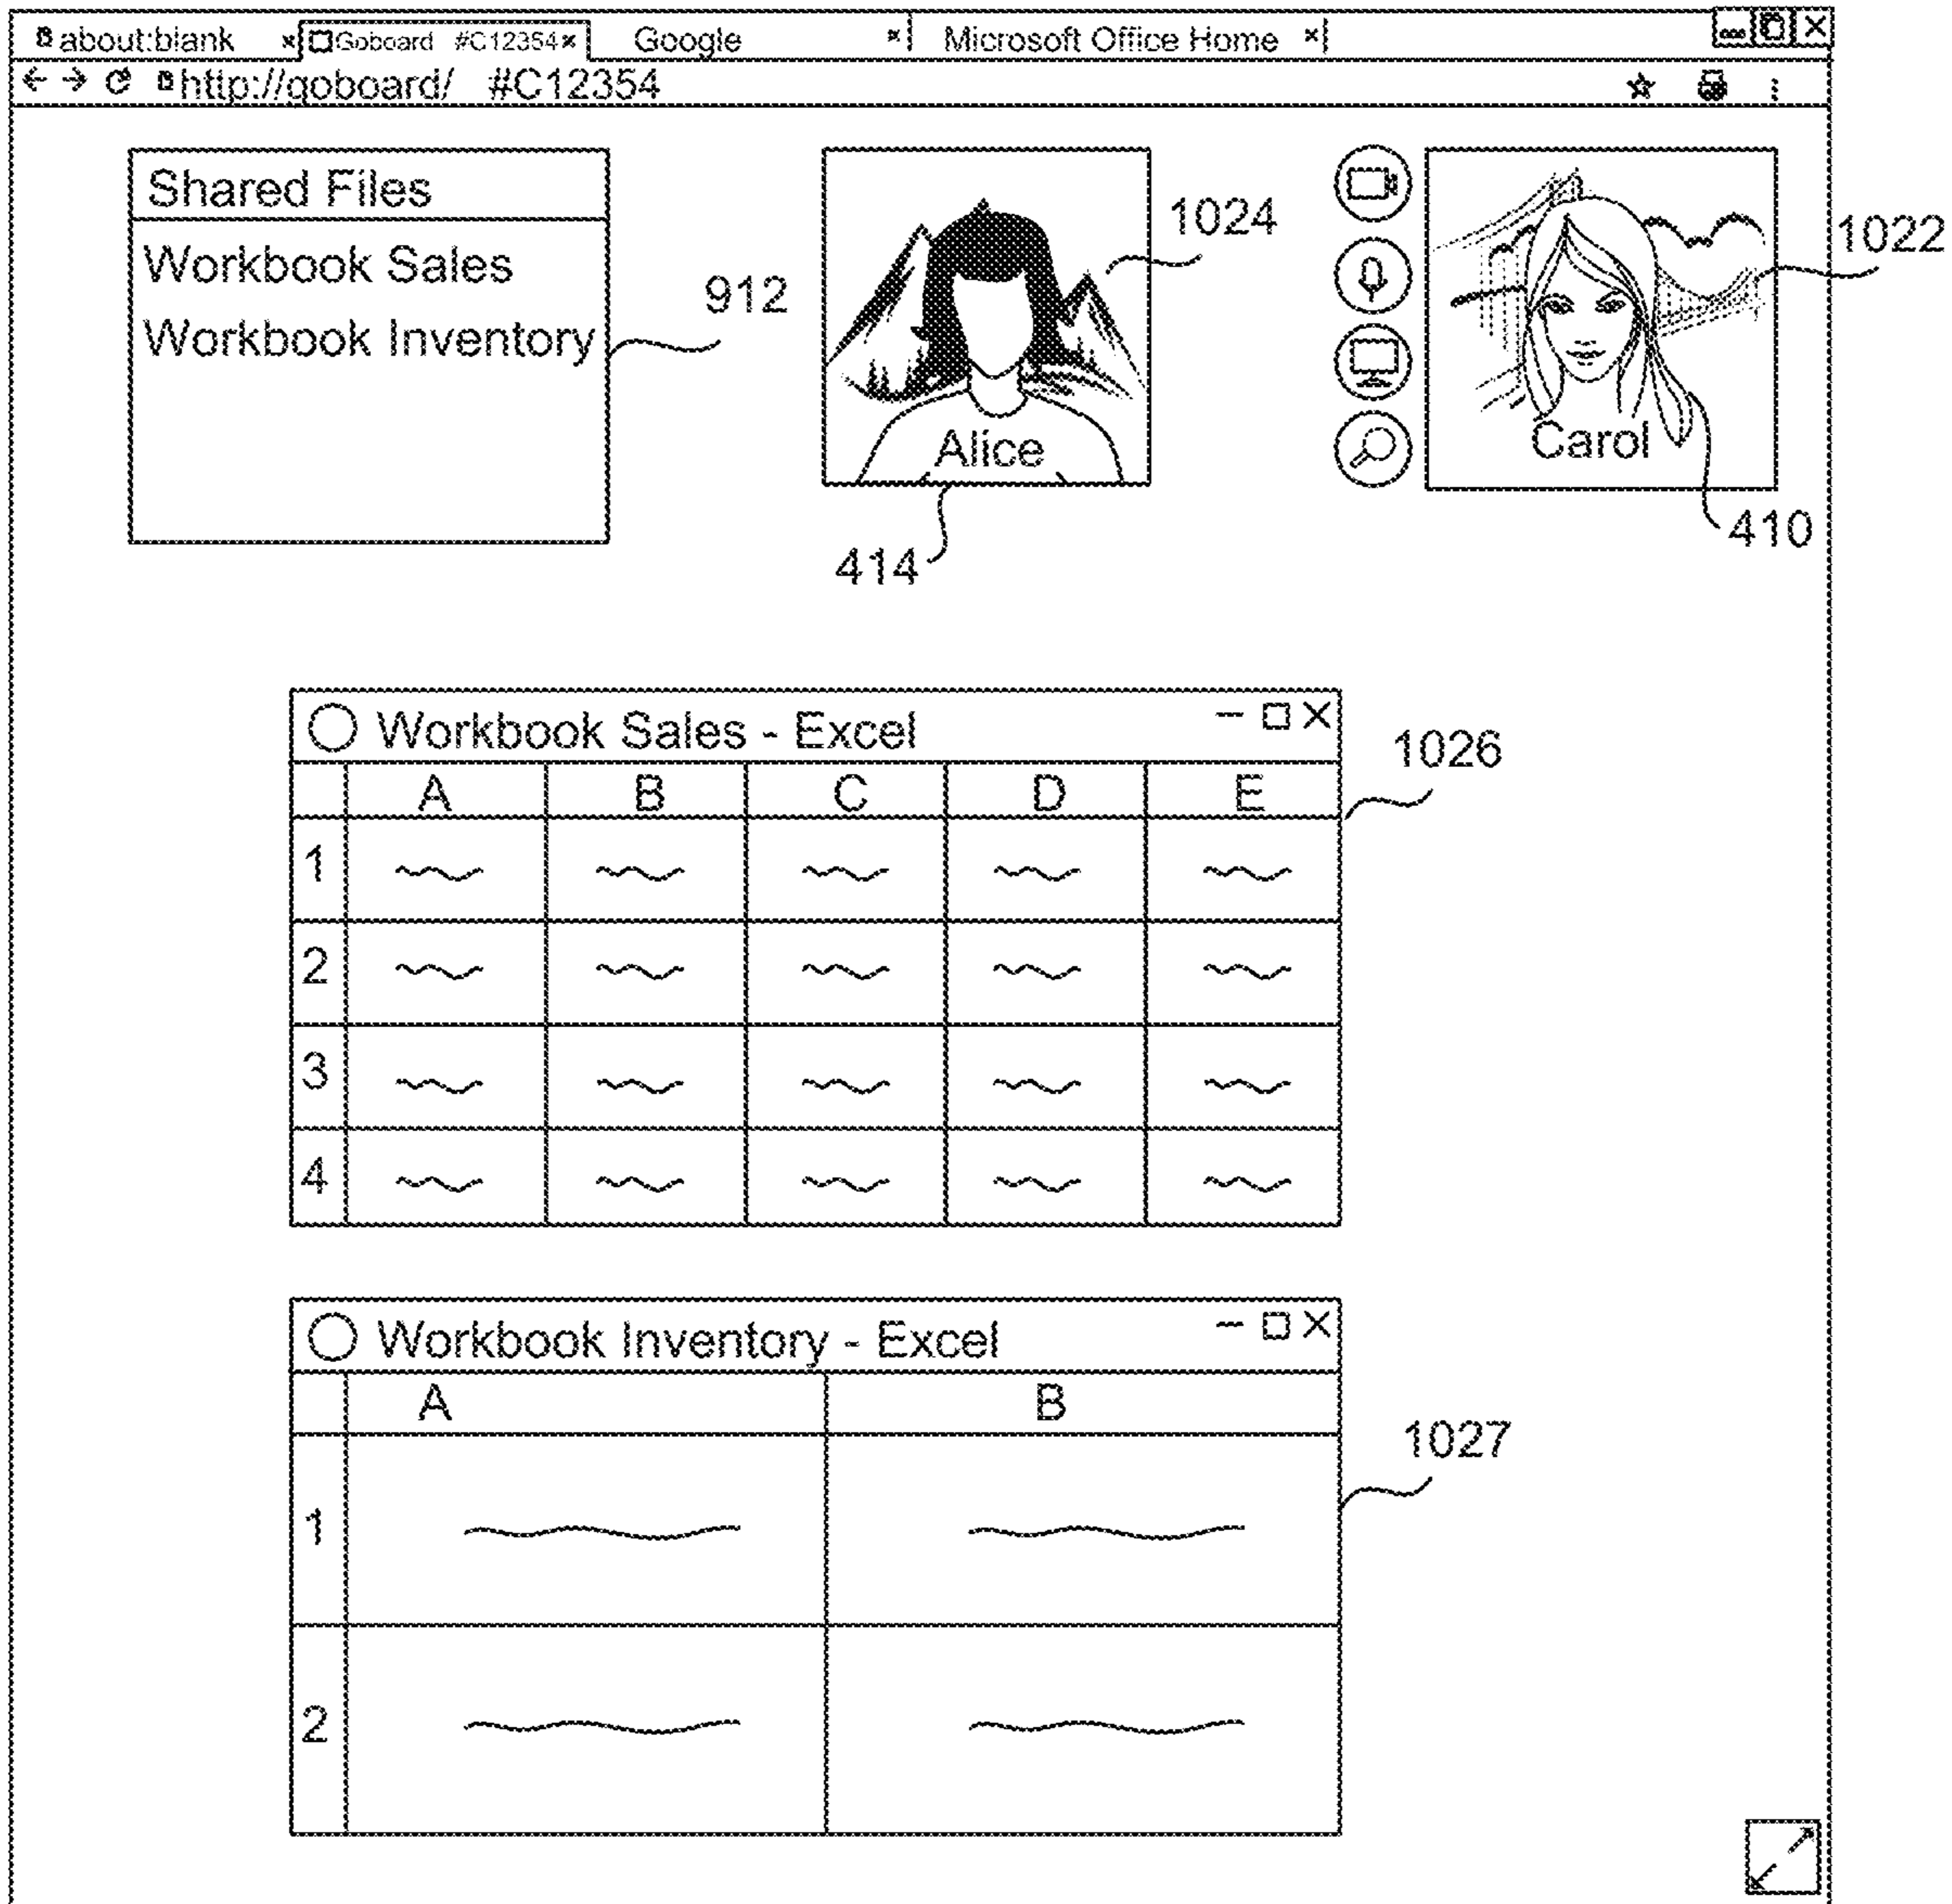 about:blank Goboard #C12354 Google Microsoft Office Home
http://goboard/ #C12354
Shared Files
Workbook Sales
Workbook Inventory
912
Alice
414
1024
Carol
1022
410
Workbook Sales - Excel
A B C D E
1
2
3
4
1026
Workbook Inventory - Excel
A B
1
2
1027